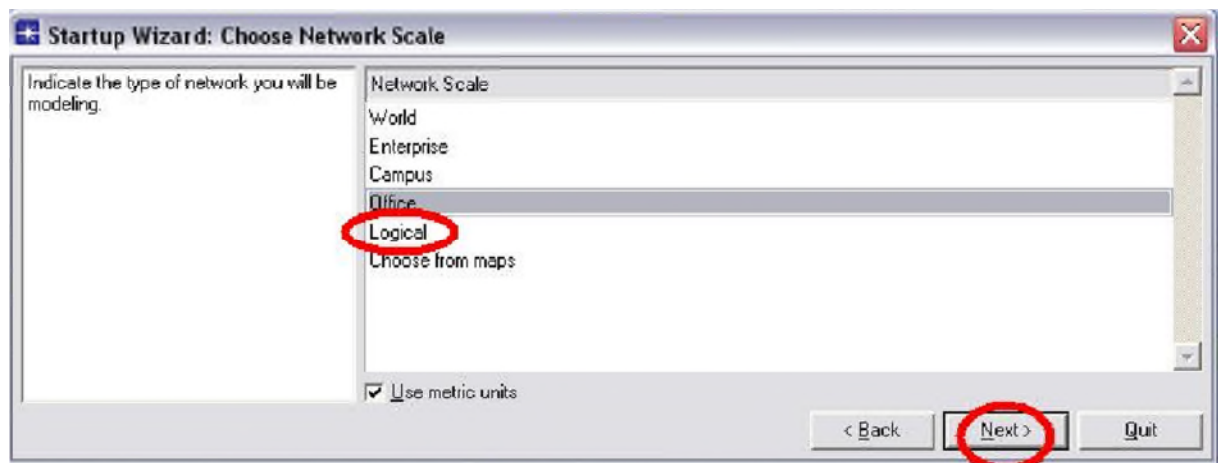 Startup Wizard: Choose Network Scale
Indicate the type of network you will be
modeling.
Network Scale
World
Enterprise
Campus
Office
Logical
Choose from maps
Use metric units
< Back
Next >
Quit